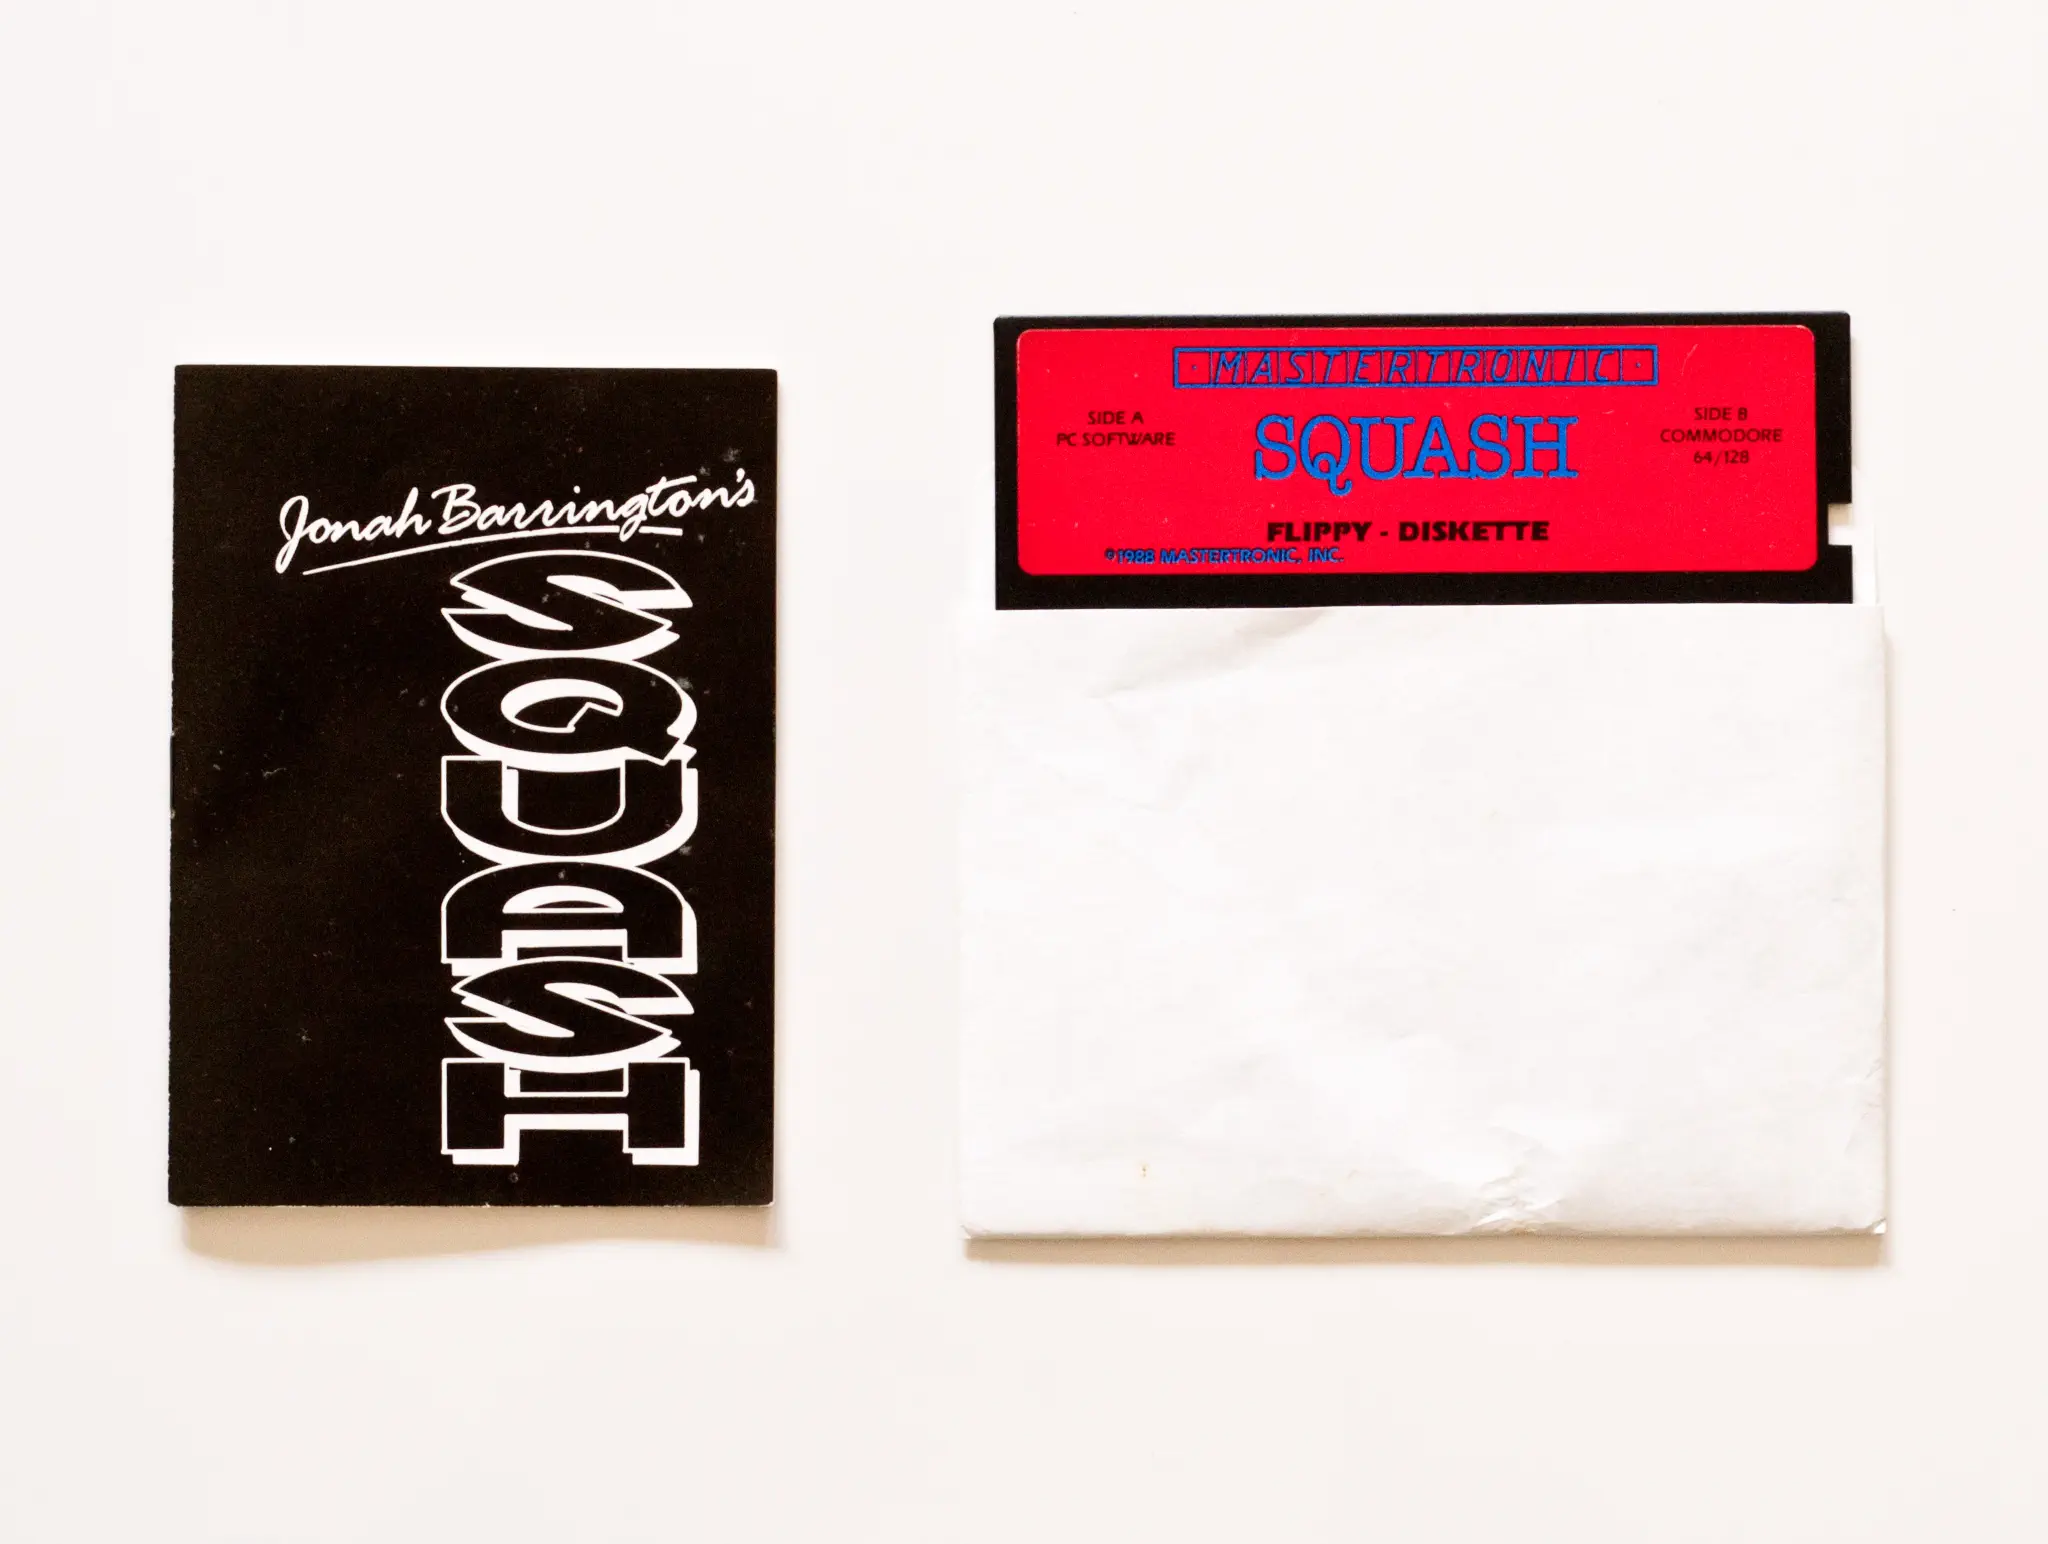 Jonah Barrington's
SQUASH
· MASTERTRONIC ·
SIDE A
PC SOFTWARE
SQUASH
SIDE B
COMMODORE
64/128
FLIPPY - DISKETTE
©1988 MASTERTRONIC, INC.